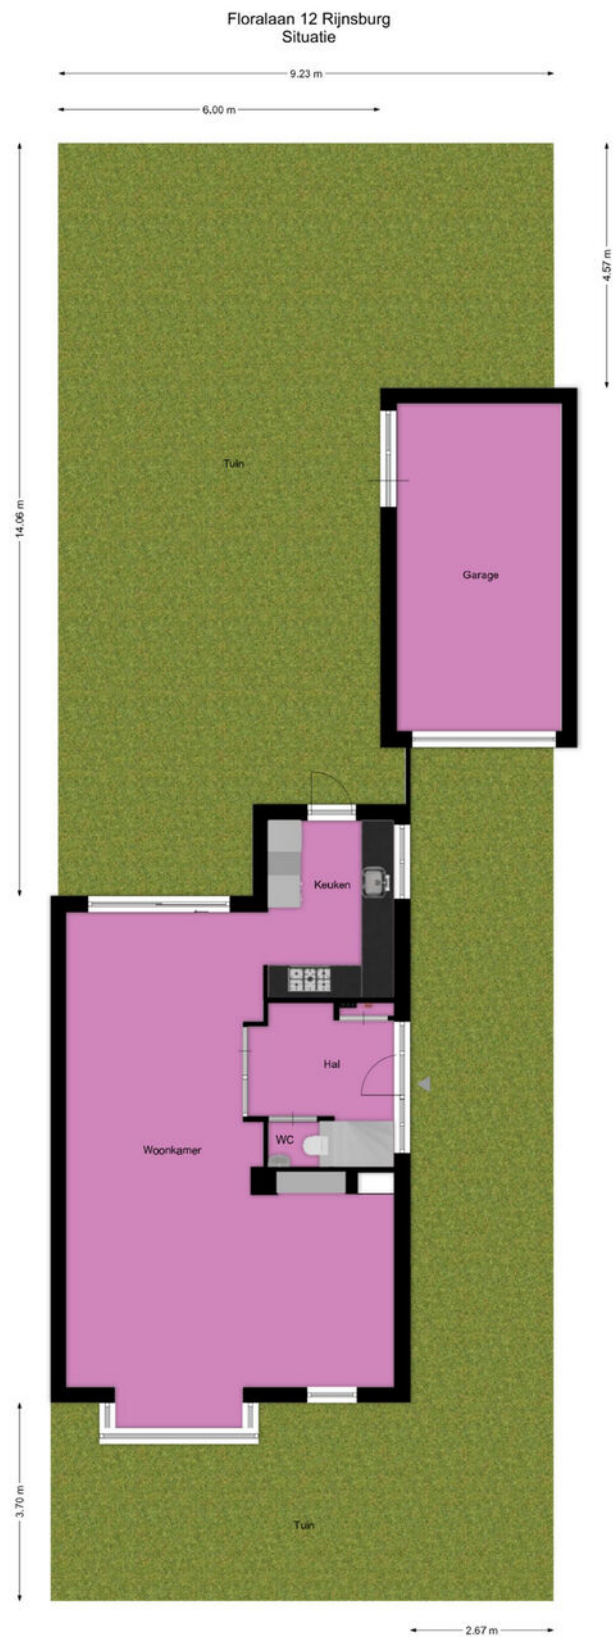 Floralaan 12 Rijnsburg
Situatie
9.23 m
6.00 m
4.57 m
14.06 m
Tuin
Garage
Keuken
Hal
WC
Woonkamer
3.70 m
Tuin
2.67 m